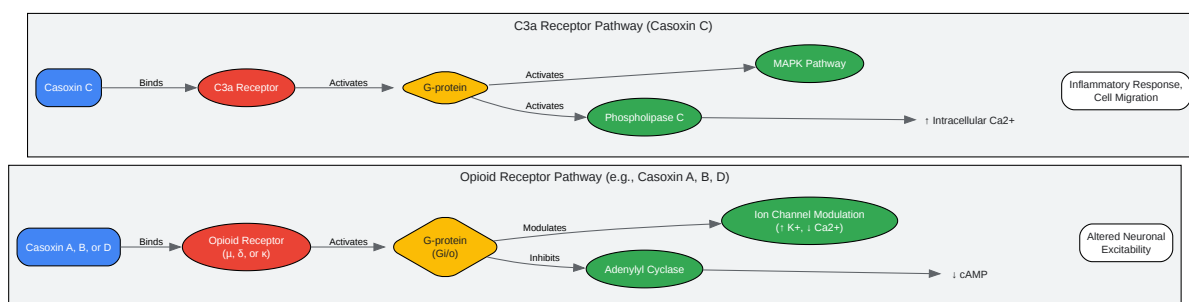 C3a Receptor Pathway (Casoxin C)
Casoxin C
Binds
C3a Receptor
Activates
G-protein
Activates
MAPK Pathway
Activates
Phospholipase C
↑ Intracellular Ca2+
Inflammatory Response,
Cell Migration
Opioid Receptor Pathway (e.g., Casoxin A, B, D)
Casoxin A, B, or D
Binds
Opioid Receptor
(μ, δ, or κ)
Activates
G-protein
(Gi/o)
Modulates
Ion Channel Modulation
(↑ K+, ↓ Ca2+)
Inhibits
Adenylyl Cyclase
↓ cAMP
Altered Neuronal
Excitability